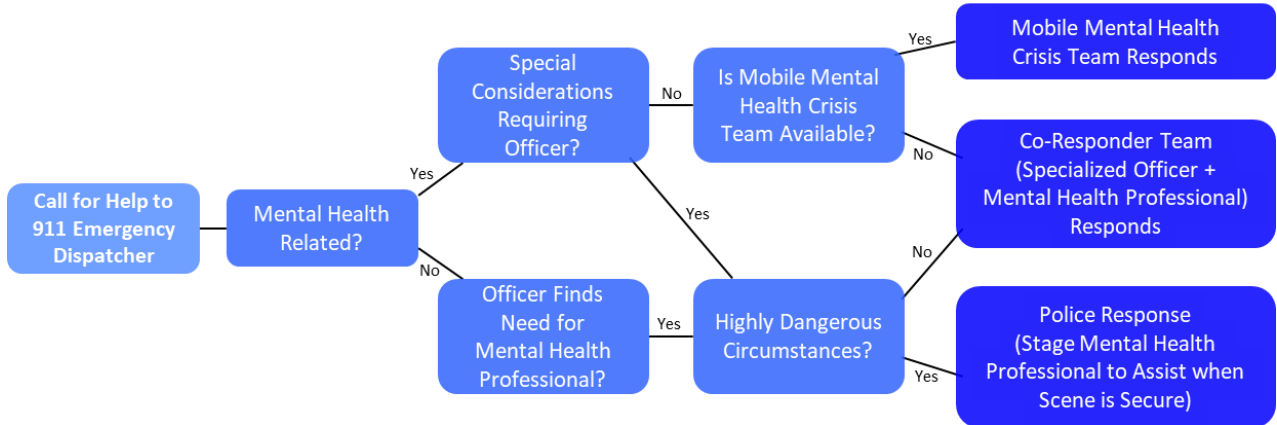 Call for Help to
911 Emergency
Dispatcher
Mental Health
Related?
Yes
No
Special
Considerations
Requiring
Officer?
No
Yes
Officer Finds
Need for
Mental Health
Professional?
Yes
Is Mobile Mental
Health Crisis
Team Available?
Yes
No
Highly Dangerous
Circumstances?
No
Yes
Mobile Mental Health
Crisis Team Responds
Co-Responder Team
(Specialized Officer +
Mental Health Professional)
Responds
Police Response
(Stage Mental Health
Professional to Assist when
Scene is Secure)